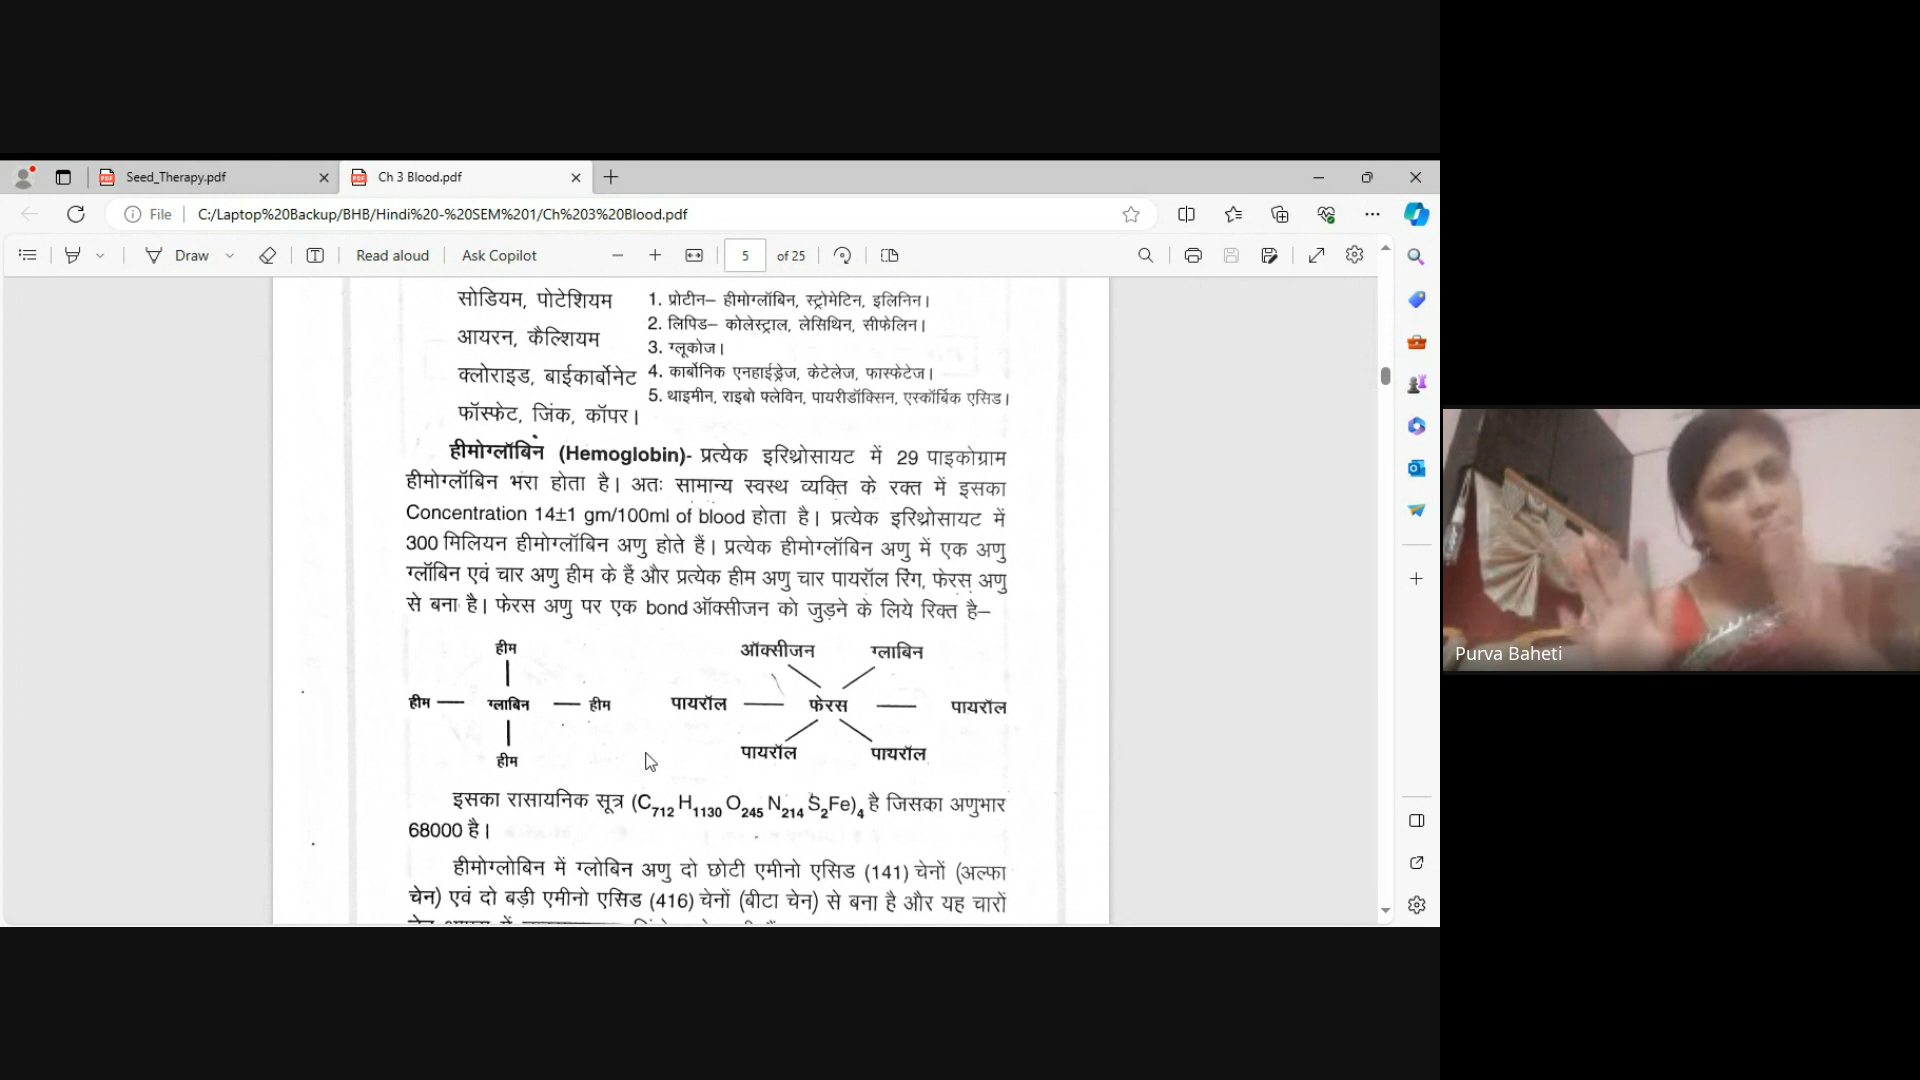 Seed_Therapy.pdf
Ch 3 Blood.pdf
File
C:/Laptop%20Backup/BHB/Hindi%20-%20SEM%201/Ch%203%20Blood.pdf
Draw
Read aloud
Ask Copilot
5
of 25
सोडियम, पोटेशियम
आयरन, कैल्शियम
क्लोराइड, बाईकार्बोनेट
फॉस्फेट, जिंक, कॉपर।
1. प्रोटीन– हीमोग्लॉबिन, स्ट्रोमेटिन, इलिनिन।
2. लिपिड– कोलेस्ट्राल, लेसिथिन, सीफेलिन।
3. ग्लूकोज।
4. कार्बोनिक एनहाईड्रेज, केटेलेज, फास्फेटेज।
5. थाइमीन, राइबो फ्लेविन, पायरीडॉक्सिन, एस्कॉर्बिक एसिड।
हीमोग्लॉबिन (Hemoglobin)- प्रत्येक इरिथ्रोसायट में 29 पाइकोग्राम
हीमोग्लॉबिन भरा होता है। अतः सामान्य स्वस्थ व्यक्ति के रक्त में इसका
Concentration 14±1 gm/100ml of blood होता है। प्रत्येक इरिथ्रोसायट में
300 मिलियन हीमोग्लॉबिन अणु होते हैं। प्रत्येक हीमोग्लॉबिन अणु में एक अणु
ग्लॉबिन एवं चार अणु हीम के हैं और प्रत्येक हीम अणु चार पायरॉल रिंग, फेरस अणु
से बना है। फेरस अणु पर एक bond ऑक्सीजन को जुड़ने के लिये रिक्त है–
हीम
हीम ग्लाबिन हीम
हीम
ऑक्सीजन ग्लाबिन
पायरॉल फेरस पायरॉल
पायरॉल पायरॉल
इसका रासायनिक सूत्र (C₇₁₂ H₁₁₃₀ O₂₄₅ N₂₁₄ S₂Fe)₄ है जिसका अणुभार
68000 है।
हीमोग्लोबिन में ग्लोबिन अणु दो छोटी एमीनो एसिड (141) चेनों (अल्फा
चेन) एवं दो बड़ी एमीनो एसिड (416) चेनों (बीटा चेन) से बना है और यह चारों
Purva Baheti